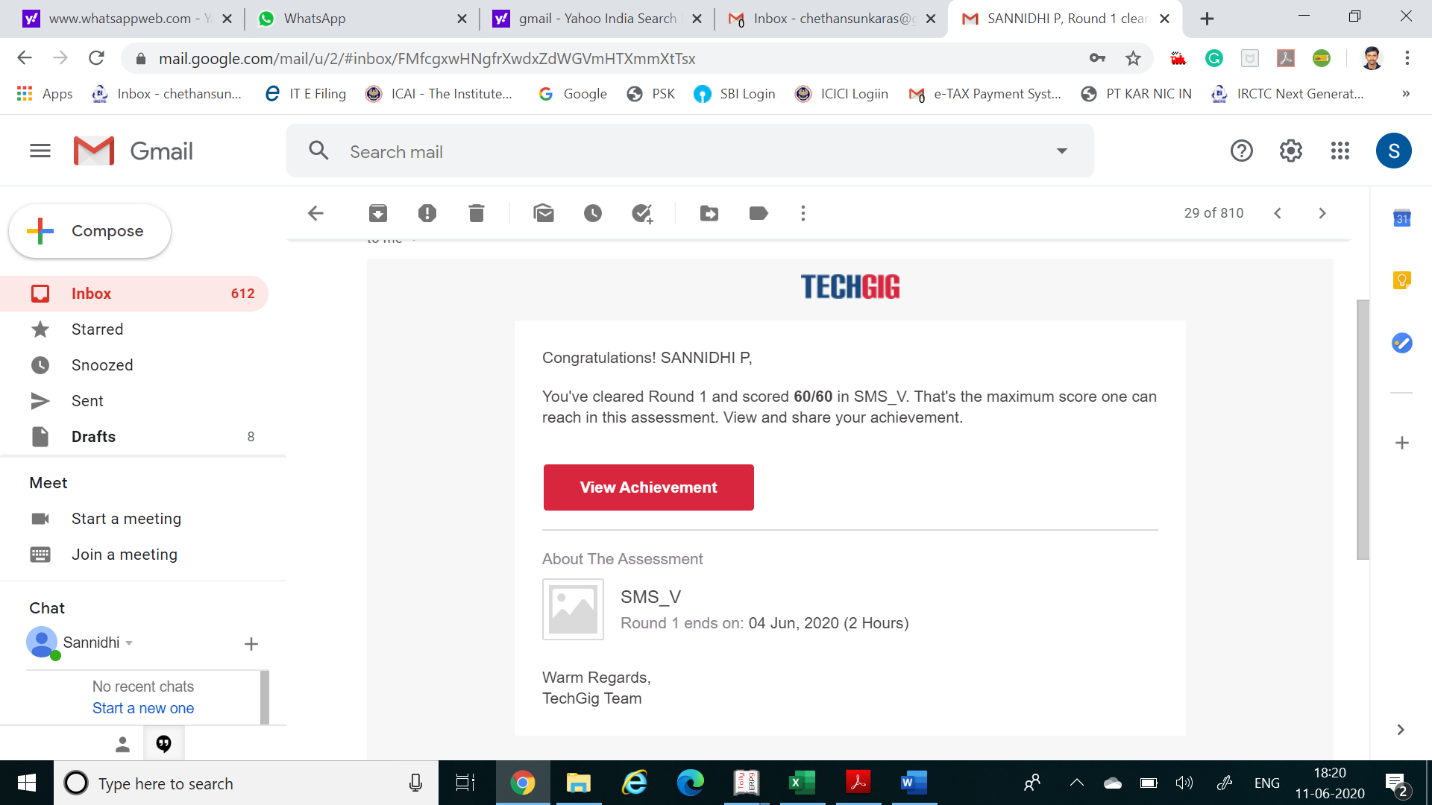 www.whatsappweb.com - Y
WhatsApp
gmail - Yahoo India Search
Inbox - chethansunkaras@g
SANNIDHI P, Round 1 clear
mail.google.com/mail/u/2/#inbox/FMfcgxwHNgfrXwdxZdWGVmHTXmmXtTsx
Apps
Inbox - chethansun...
IT E Filing
ICAI - The Institute...
Google
PSK
SBI Login
ICICI Logiin
e-TAX Payment Syst...
PT KAR NIC IN
IRCTC Next Generat...
»
Gmail
Search mail
S
Compose
29 of 810
31
Inbox 612
Starred
Snoozed
Sent
Drafts 8
Meet
Start a meeting
Join a meeting
Chat
Sannidhi
No recent chats
Start a new one
to me
TECHGIG
Congratulations! SANNIDHI P,
You've cleared Round 1 and scored 60/60 in SMS_V. That's the maximum score one can
reach in this assessment. View and share your achievement.
View Achievement
About The Assessment
SMS_V
Round 1 ends on: 04 Jun, 2020 (2 Hours)
Warm Regards,
TechGig Team
Type here to search
ENG
18:20
11-06-2020
2